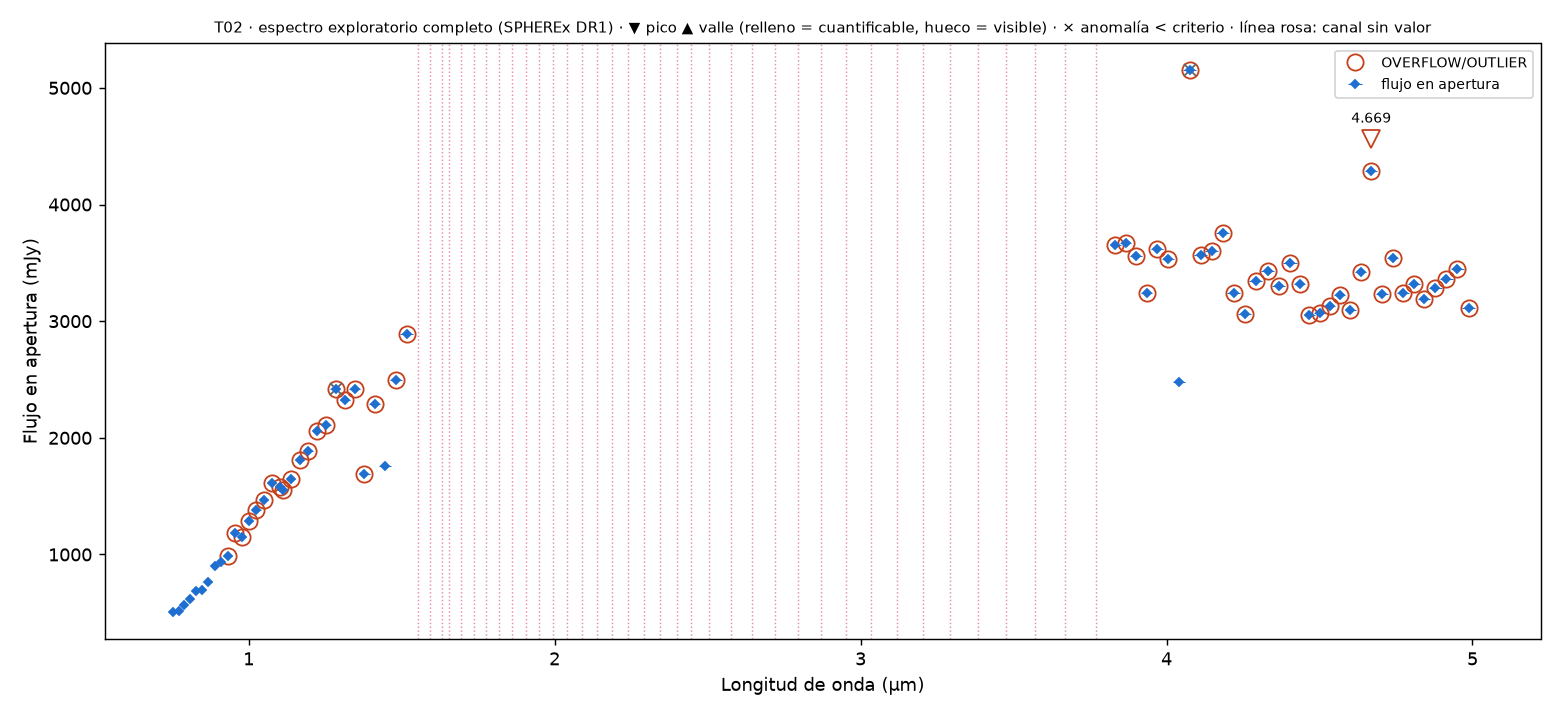 T02 · espectro exploratorio completo (SPHEREx DR1) · ▼ pico ▲ valle (relleno = cuantificable, hueco = visible) · × anomalía < criterio · línea rosa: canal sin valor
OVERFLOW/OUTLIER
flujo en apertura
4.669
Flujo en apertura (mJy)
5000
4000
3000
2000
1000
1 2 3 4 5
Longitud de onda (μm)